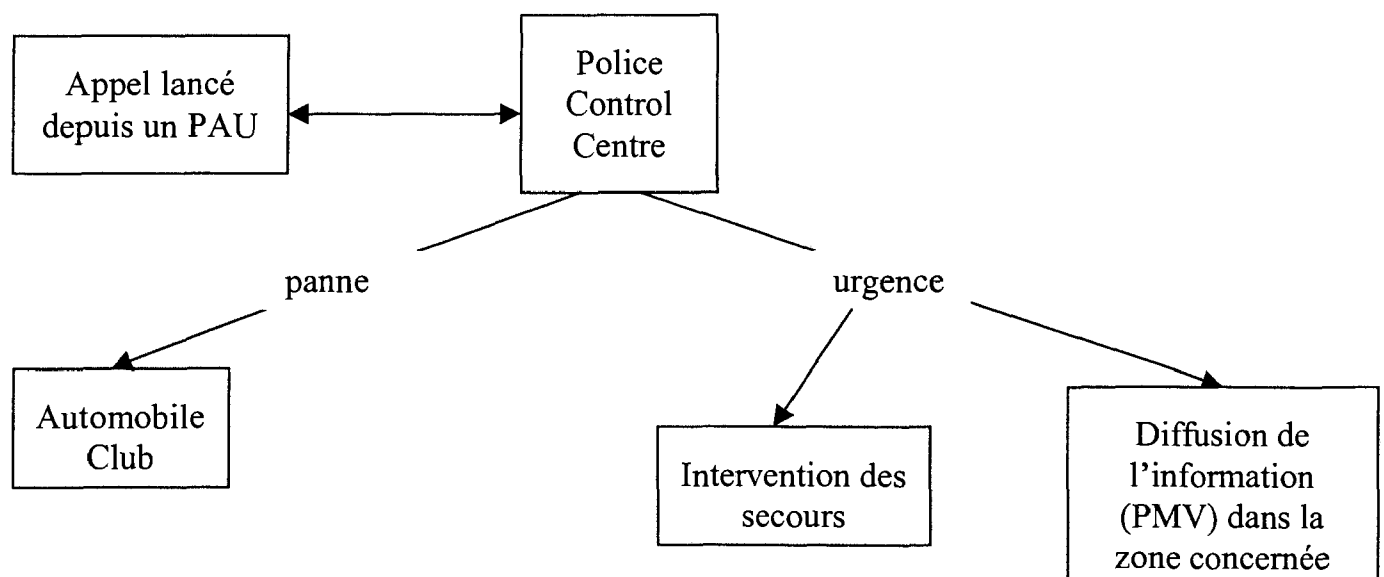 Appel lancé
depuis un PAU
Police
Control
Centre
panne
urgence
Automobile
Club
Intervention des
secours
Diffusion de
l'information
(PMV) dans la
zone concernée